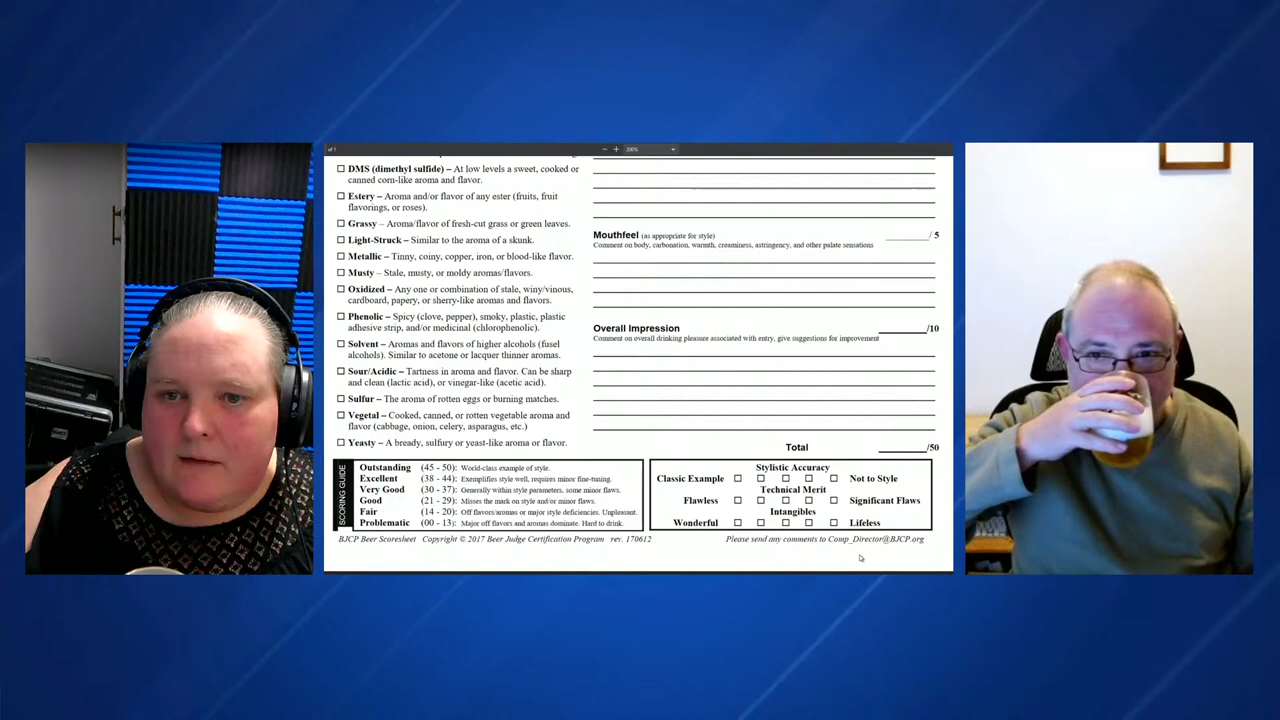 of 1
200%
DMS (dimethyl sulfide) – At low levels a sweet, cooked or
canned corn-like aroma and flavor.
Estery – Aroma and/or flavor of any ester (fruits, fruit
flavorings, or roses).
Grassy – Aroma/flavor of fresh-cut grass or green leaves.
Light-Struck – Similar to the aroma of a skunk.
Metallic – Tinny, coiny, copper, iron, or blood-like flavor.
Musty – Stale, musty, or moldy aromas/flavors.
Oxidized – Any one or combination of stale, winy/vinous,
cardboard, papery, or sherry-like aromas and flavors.
Phenolic – Spicy (clove, pepper), smoky, plastic, plastic
adhesive strip, and/or medicinal (chlorophenolic).
Solvent – Aromas and flavors of higher alcohols (fusel
alcohols). Similar to acetone or lacquer thinner aromas.
Sour/Acidic – Tartness in aroma and flavor. Can be sharp
and clean (lactic acid), or vinegar-like (acetic acid).
Sulfur – The aroma of rotten eggs or burning matches.
Vegetal – Cooked, canned, or rotten vegetable aroma and
flavor (cabbage, onion, celery, asparagus, etc.)
Yeasty – A bready, sulfury or yeast-like aroma or flavor.
Mouthfeel (as appropriate for style) / 5
Comment on body, carbonation, warmth, creaminess, astringency, and other palate sensations
Overall Impression /10
Comment on overall drinking pleasure associated with entry, give suggestions for improvement
Total /50
SCORING GUIDE
Outstanding (45 - 50): World-class example of style.
Excellent (38 - 44): Exemplifies style well, requires minor fine-tuning.
Very Good (30 - 37): Generally within style parameters, some minor flaws.
Good (21 - 29): Misses the mark on style and/or minor flaws.
Fair (14 - 20): Off flavors/aromas or major style deficiencies. Unpleasant.
Problematic (00 - 13): Major off flavors and aromas dominate. Hard to drink.
Stylistic Accuracy
Classic Example Not to Style
Technical Merit
Flawless Significant Flaws
Intangibles
Wonderful Lifeless
BJCP Beer Scoresheet Copyright © 2017 Beer Judge Certification Program rev. 170612
Please send any comments to Comp_Director@BJCP.org